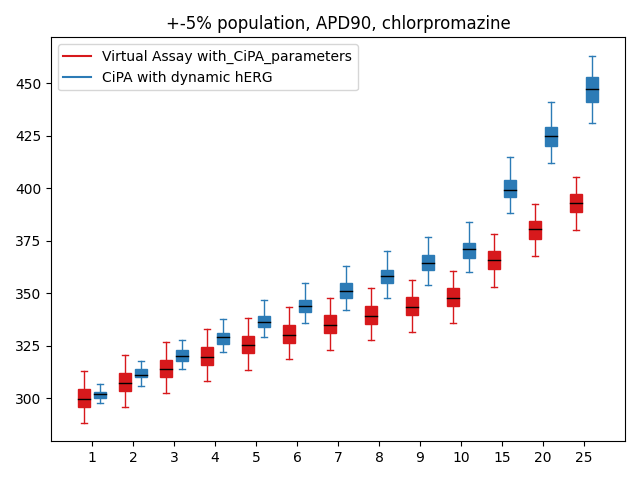 +-5% population, APD90, chlorpromazine
Virtual Assay with_CiPA_parameters
CiPA with dynamic hERG
450
425
400
375
350
325
300
1 2 3 4 5 6 7 8 9 10 15 20 25